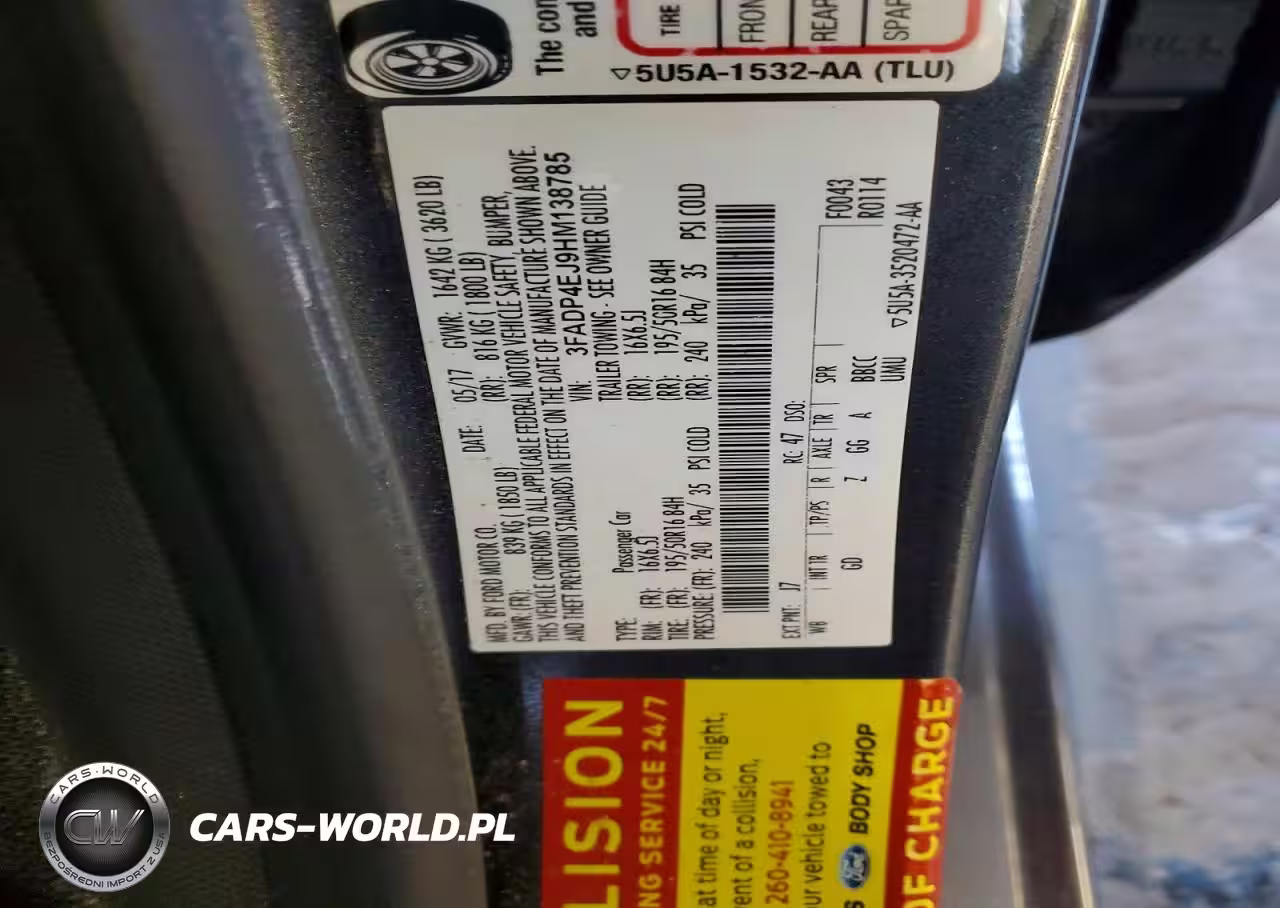 The con
and
TIRE
FRON
REAR
SPAR
▽5U5A-1532-AA (TLU)
MFD. BY FORD MOTOR CO. DATE: 05/17 GVWR: 1642 KG ( 3620 LB)
GAWR: (FR): 839 KG ( 1850 LB) (RR): 816 KG ( 1800 LB)
THIS VEHICLE CONFORMS TO ALL APPLICABLE FEDERAL MOTOR VEHICLE SAFETY, BUMPER,
AND THEFT PREVENTION STANDARDS IN EFFECT ON THE DATE OF MANUFACTURE SHOWN ABOVE.
VIN: 3FADP4EJ9HM138785
TYPE: Passenger Car TRAILER TOWING - SEE OWNER GUIDE
RIM: (FR): 16X6.5J (RR): 16X6.5J
TIRE: (FR): 195/50R16 84H (RR): 195/50R16 84H
PRESSURE (FR): 240 kPa/ 35 PSI COLD (RR): 240 kPa/ 35 PSI COLD
EXT PNT: J7 RC: 47 DSO: F0043
WB INT TR TP/PS R AXLE TR SPR R0114
GD Z GG A BBCC
UMU ▽5U5A-3520472-AA
LISION
NG SERVICE 24/7
at time of day or night,
vent of a collision,
260-410-8941
our vehicle towed to
S Ford BODY SHOP
OF CHARGE
CARS-WORLD
CW
BEZPOŚREDNI IMPORT Z USA
CARS-WORLD.PL